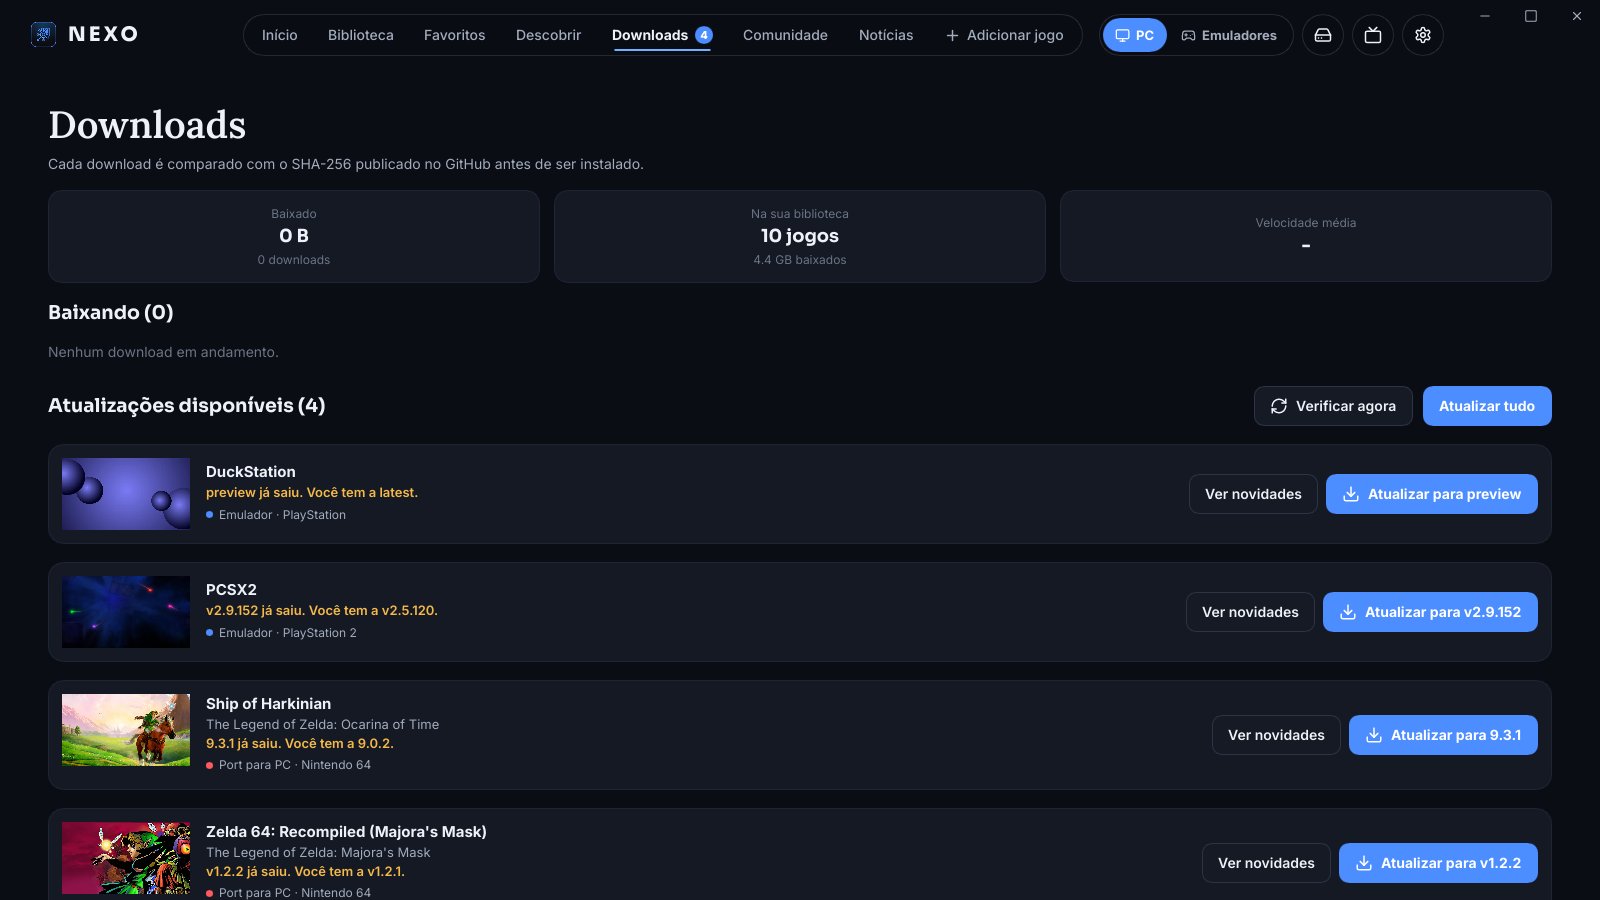 NEXO
Início
Biblioteca
Favoritos
Descobrir
Downloads 4
Comunidade
Notícias
Adicionar jogo
PC
Emuladores
Downloads
Cada download é comparado com o SHA-256 publicado no GitHub antes de ser instalado.
Baixado
0 B
0 downloads
Na sua biblioteca
10 jogos
4.4 GB baixados
Velocidade média
-
Baixando (0)
Nenhum download em andamento.
Atualizações disponíveis (4)
Verificar agora
Atualizar tudo
DuckStation
preview já saiu. Você tem a latest.
Emulador · PlayStation
Ver novidades
Atualizar para preview
PCSX2
v2.9.152 já saiu. Você tem a v2.5.120.
Emulador · PlayStation 2
Ver novidades
Atualizar para v2.9.152
Ship of Harkinian
The Legend of Zelda: Ocarina of Time
9.3.1 já saiu. Você tem a 9.0.2.
Port para PC · Nintendo 64
Ver novidades
Atualizar para 9.3.1
Zelda 64: Recompiled (Majora's Mask)
The Legend of Zelda: Majora's Mask
v1.2.2 já saiu. Você tem a v1.2.1.
Port para PC · Nintendo 64
Ver novidades
Atualizar para v1.2.2